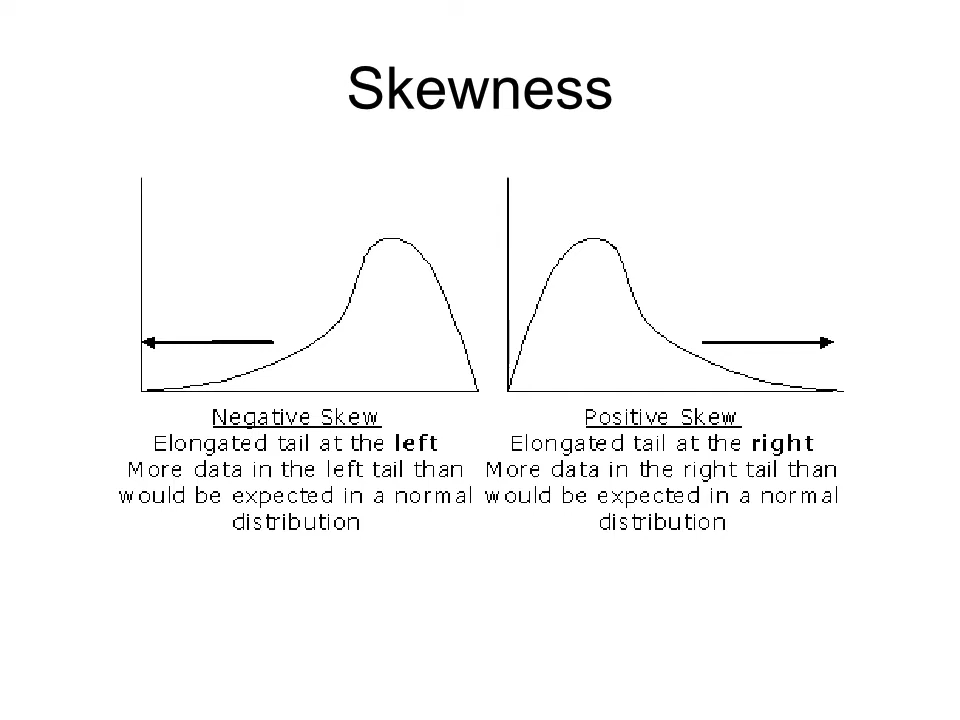 Skewness
Negative Skew
Elongated tail at the left
More data in the left tail than
would be expected in a normal
distribution
Positive Skew
Elongated tail at the right
More data in the right tail than
would be expected in a normal
distribution